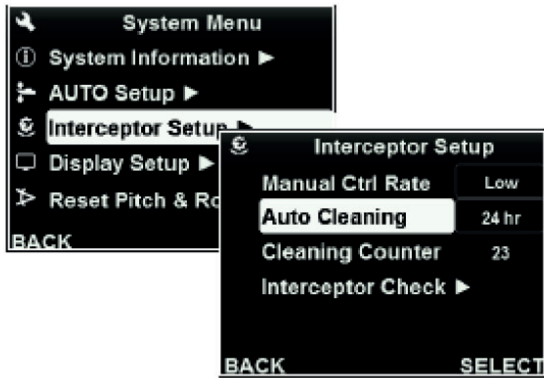 System Menu
System Information ▶
AUTO Setup ▶
Interceptor Setup ▶
Display Setup ▶
Reset Pitch & Ro
BACK
Interceptor Setup
Manual Ctrl Rate Low
Auto Cleaning 24 hr
Cleaning Counter 23
Interceptor Check ▶
BACK SELECT